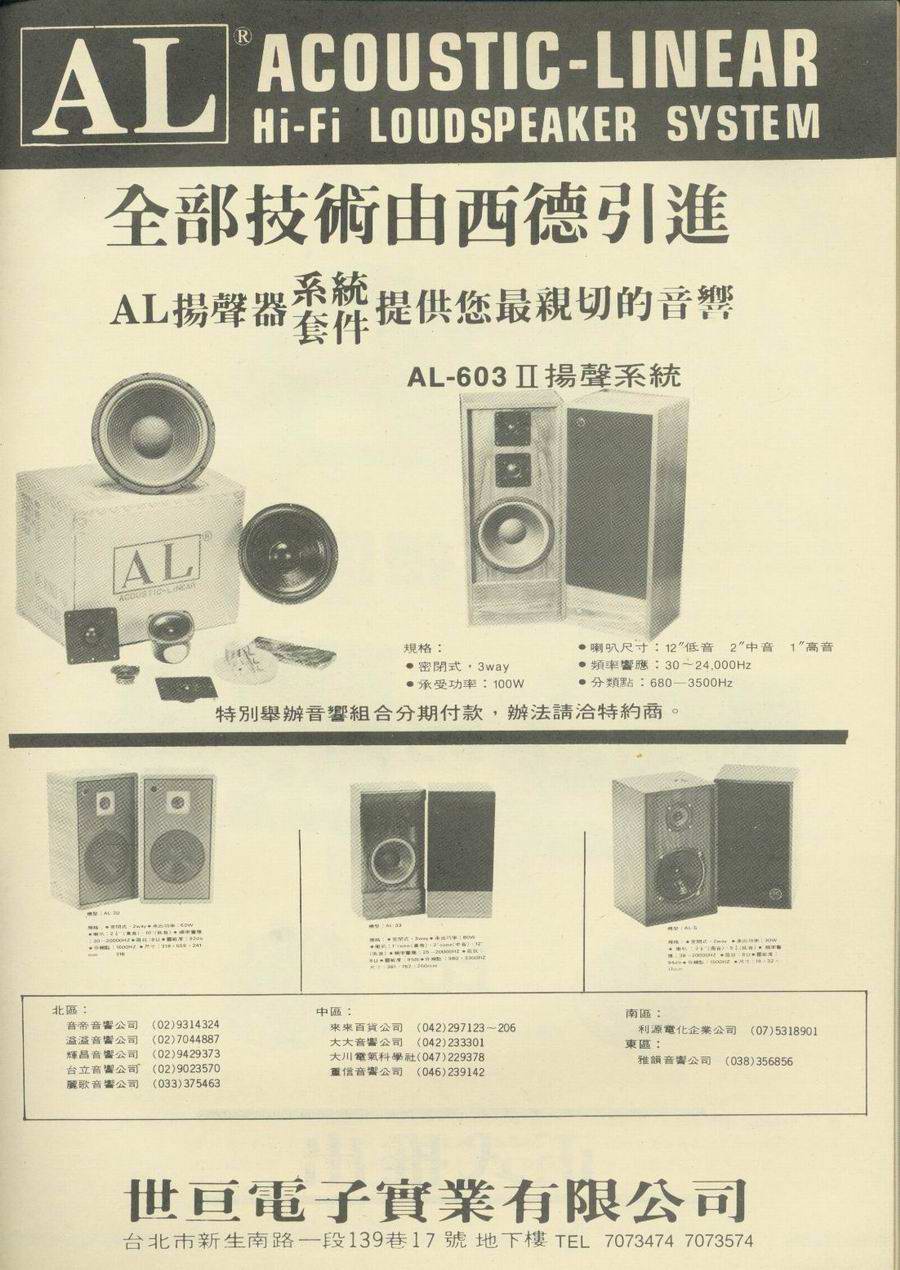 AL® ACOUSTIC-LINEAR
Hi-Fi LOUDSPEAKER SYSTEM
全部技術由西德引進
AL揚聲器系統套件提供您最親切的音響
AL-603 II 揚聲系統
AL®
ACOUSTIC-LINEAR
規格：
●密閉式・3way
●承受功率：100W
●喇叭尺寸：12"低音 2"中音 1"高音
●頻率響應：30～24,000Hz
●分類點：680—3500Hz
特別舉辦音響組合分期付款，辦法請洽特約商。
機型：AL-33
機型：AL-5
北區：
音帝音響公司 (02)9314324
溢溢音響公司 (02)7044887
輝昌音響公司 (02)9429373
台立音響公司 (02)9023570
麗歌音響公司 (033)375463
中區：
來來百貨公司 (042)297123～206
大大音響公司 (042)233301
大川電氣科學社(047)229378
重信音響公司 (046)239142
南區：
利源電化企業公司 (07)5318901
東區：
雅韻音響公司 (038)356856
世亘電子實業有限公司
台北市新生南路一段139巷17號地下樓 TEL 7073474 7073574